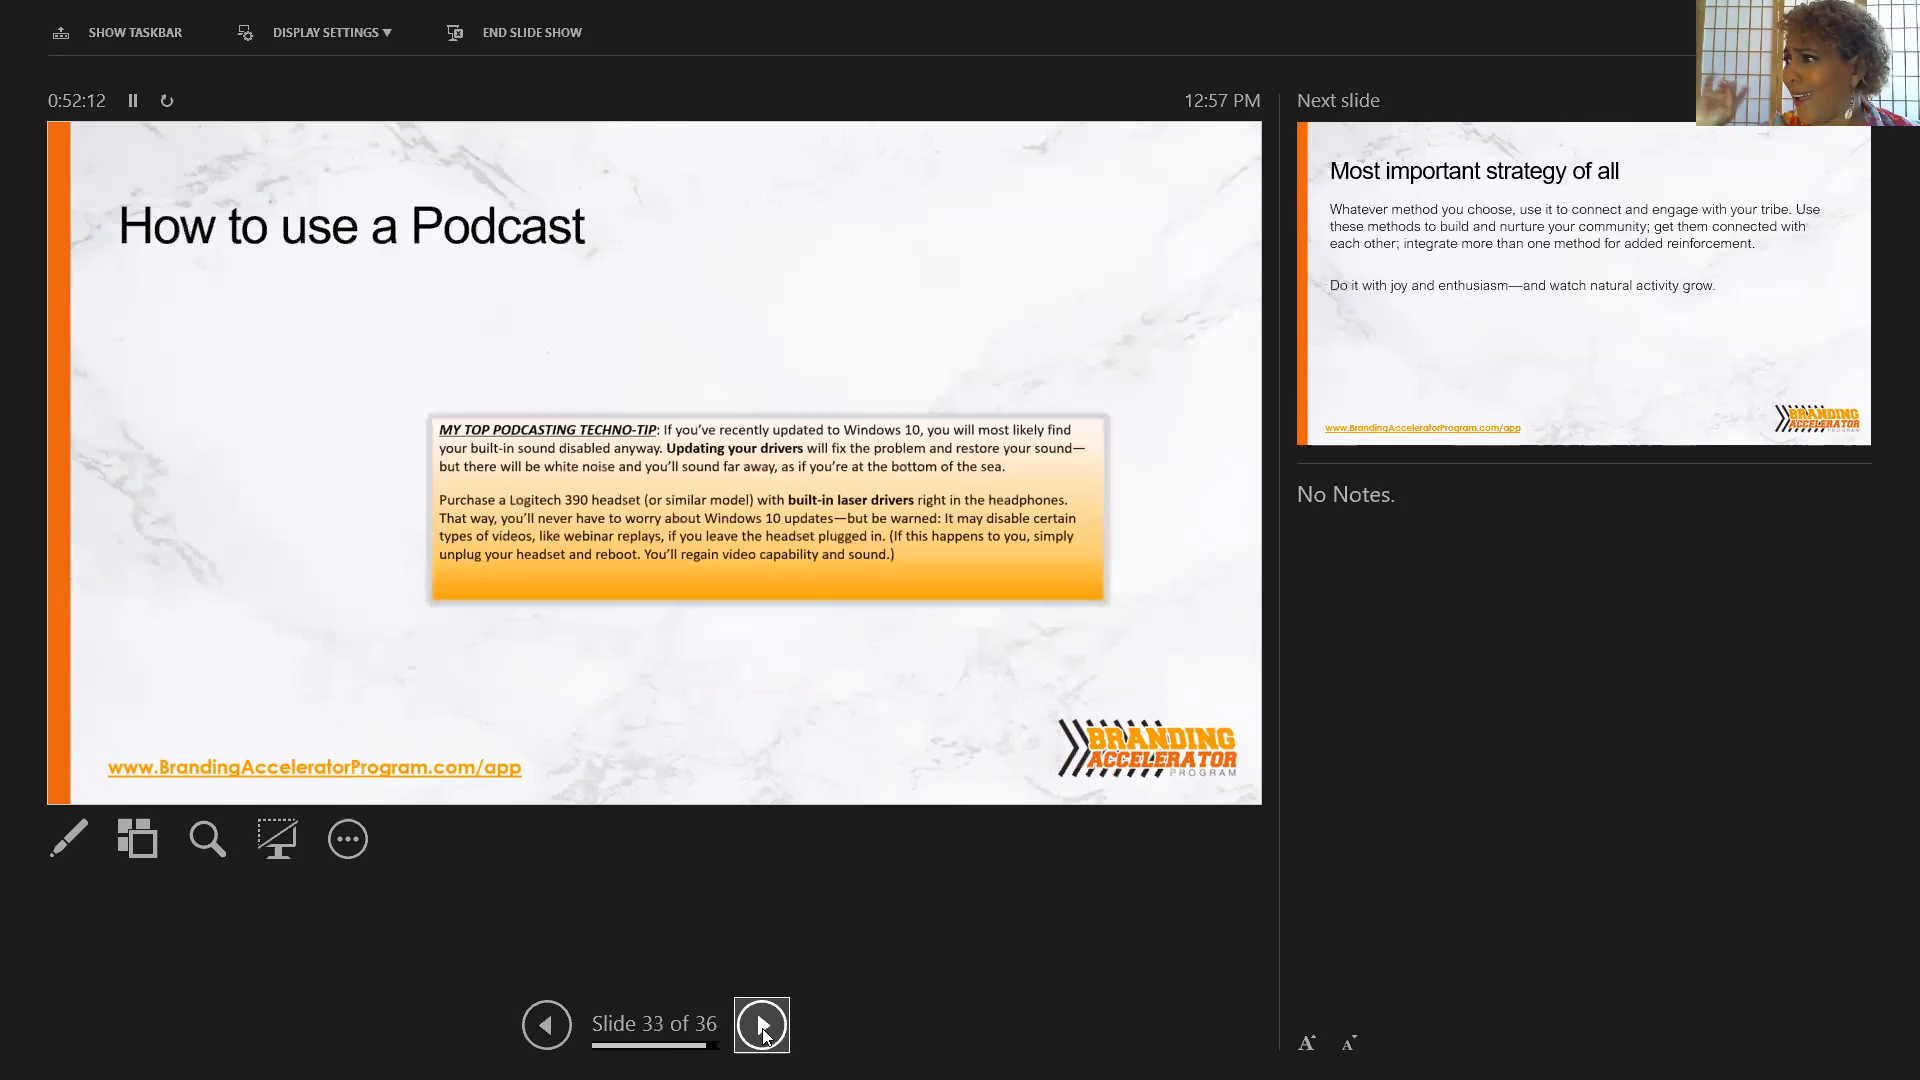 SHOW TASKBAR
DISPLAY SETTINGS ▼
END SLIDE SHOW
0:52:12
12:57 PM
How to use a Podcast
MY TOP PODCASTING TECHNO-TIP: If you've recently updated to Windows 10, you will most likely find
your built-in sound disabled anyway. Updating your drivers will fix the problem and restore your sound—
but there will be white noise and you'll sound far away, as if you're at the bottom of the sea.
Purchase a Logitech 390 headset (or similar model) with built-in laser drivers right in the headphones.
That way, you'll never have to worry about Windows 10 updates—but be warned: It may disable certain
types of videos, like webinar replays, if you leave the headset plugged in. (If this happens to you, simply
unplug your headset and reboot. You'll regain video capability and sound.)
www.BrandingAcceleratorProgram.com/app
BRANDING
ACCELERATOR
PROGRAM
Slide 33 of 36
Next slide
Most important strategy of all
Whatever method you choose, use it to connect and engage with your tribe. Use
these methods to build and nurture your community; get them connected with
each other; integrate more than one method for added reinforcement.
Do it with joy and enthusiasm—and watch natural activity grow.
www.BrandingAcceleratorProgram.com/app
BRANDING
ACCELERATOR
PROGRAM
No Notes.
A A